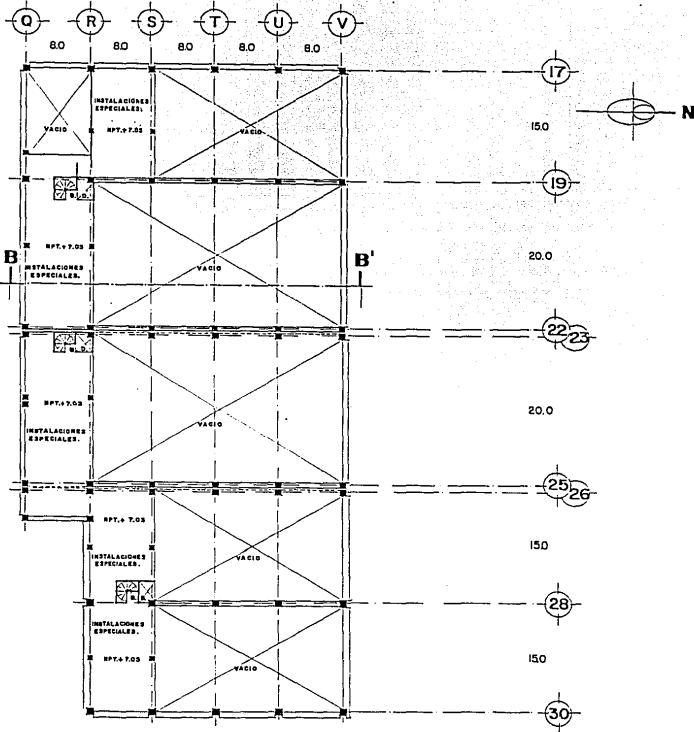 Q R S T U V
8.0 8.0 8.0 8.0 8.0
17
INSTALACIONES
ESPECIALES.
VACIO
NPT.+7.03
VACIO
15.0
N
19
B.L.D.
NPT.+7.03
20.0
B
B'
INSTALACIONES
ESPECIALES.
VACIO
22
23
B.L.D.
NPT.+7.03
20.0
VACIO
INSTALACIONES
ESPECIALES.
25
26
NPT.+ 7.03
15.0
INSTALACIONES
ESPECIALES.
VACIO
28
INSTALACIONES
ESPECIALES.
NPT.+ 7.03
15.0
VACIO
30